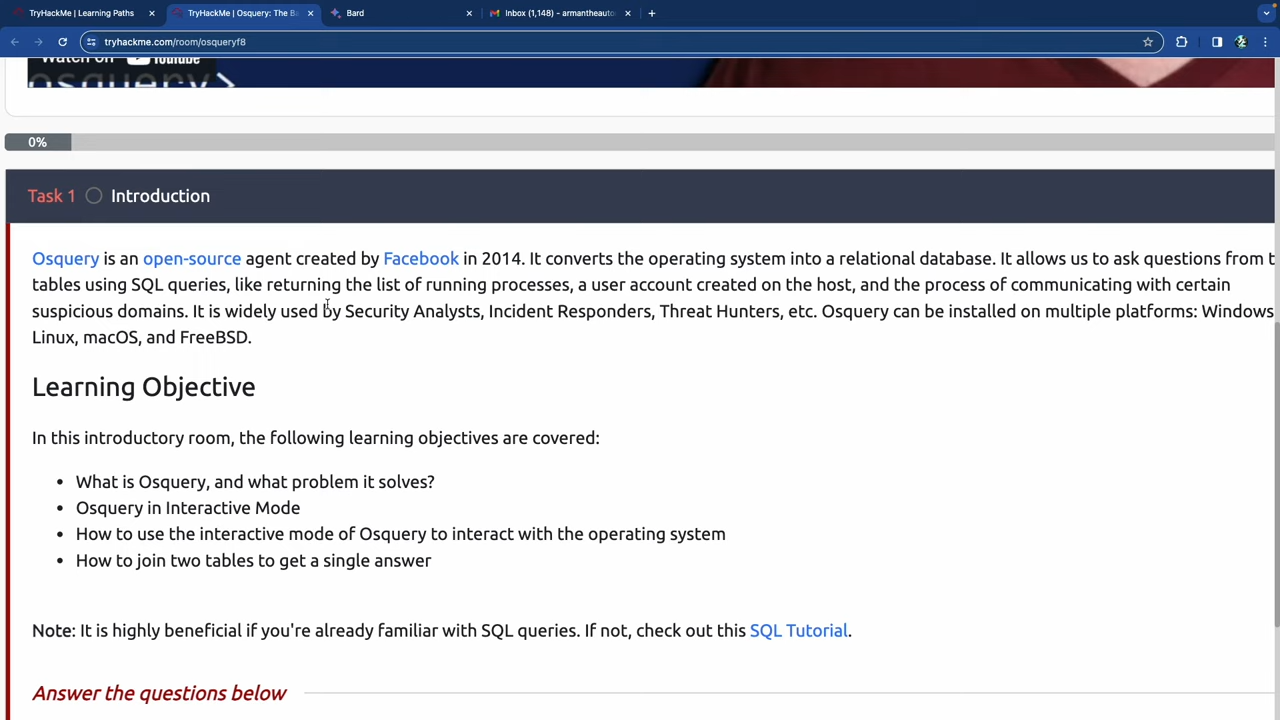 TryHackMe | Learning Paths
TryHackMe | Osquery: The Ba
Bard
Inbox (1,148) - armantheauto
tryhackme.com/room/osqueryf8
Watch on YouTube
osquery>
0%
Task 1 Introduction
Osquery is an open-source agent created by Facebook in 2014. It converts the operating system into a relational database. It allows us to ask questions from t
tables using SQL queries, like returning the list of running processes, a user account created on the host, and the process of communicating with certain
suspicious domains. It is widely used by Security Analysts, Incident Responders, Threat Hunters, etc. Osquery can be installed on multiple platforms: Windows
Linux, macOS, and FreeBSD.
Learning Objective
In this introductory room, the following learning objectives are covered:
• What is Osquery, and what problem it solves?
• Osquery in Interactive Mode
• How to use the interactive mode of Osquery to interact with the operating system
• How to join two tables to get a single answer
Note: It is highly beneficial if you're already familiar with SQL queries. If not, check out this SQL Tutorial.
Answer the questions below